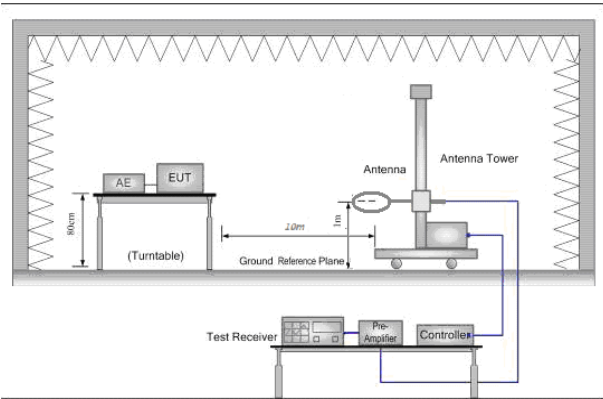 Antenna Tower
Antenna
EUT
AE
80cm
10m
1m
(Turntable)
Ground Reference Plane
Test Receiver
Pre-
Amplifier
Controller